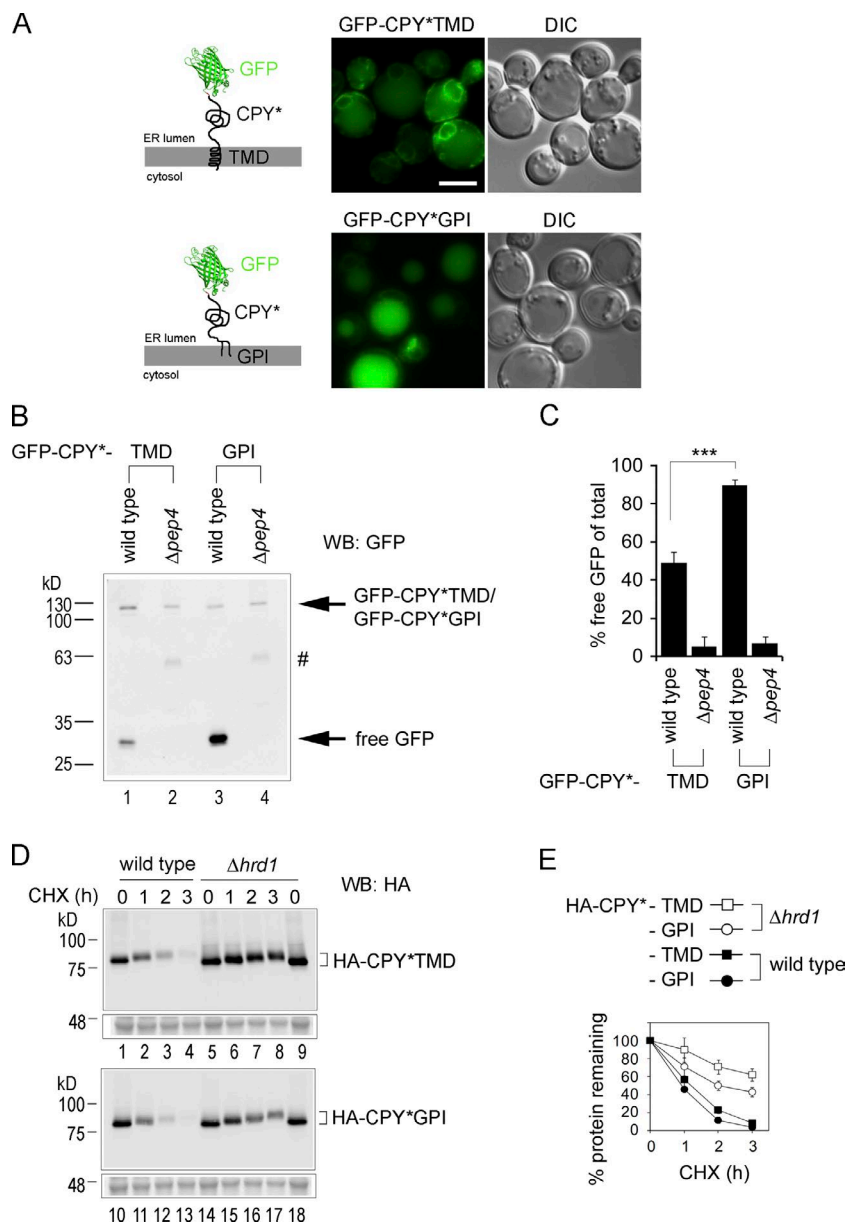 A
GFP-CPY*TMD
DIC
GFP
CPY*
ER lumen
TMD
cytosol
GFP-CPY*GPI
DIC
GFP
CPY*
ER lumen
GPI
cytosol
B
GFP-CPY*- TMD GPI
wild type
Δpep4
wild type
Δpep4
WB: GFP
kD
130
100
63
35
25
GFP-CPY*TMD/
GFP-CPY*GPI
#
free GFP
1 2 3 4
C
***
% free GFP of total
100
80
60
40
20
0
wild type
Δpep4
wild type
Δpep4
GFP-CPY*- TMD GPI
D
wild type Δhrd1
CHX (h) 0 1 2 3 0 1 2 3 0
WB: HA
kD
100
75
HA-CPY*TMD
48
1 2 3 4 5 6 7 8 9
kD
100
75
HA-CPY*GPI
48
10 11 12 13 14 15 16 17 18
E
HA-CPY* - TMD
- GPI
Δhrd1
- TMD
- GPI
wild type
% protein remaining
100
80
60
40
20
0
0 1 2 3
CHX (h)